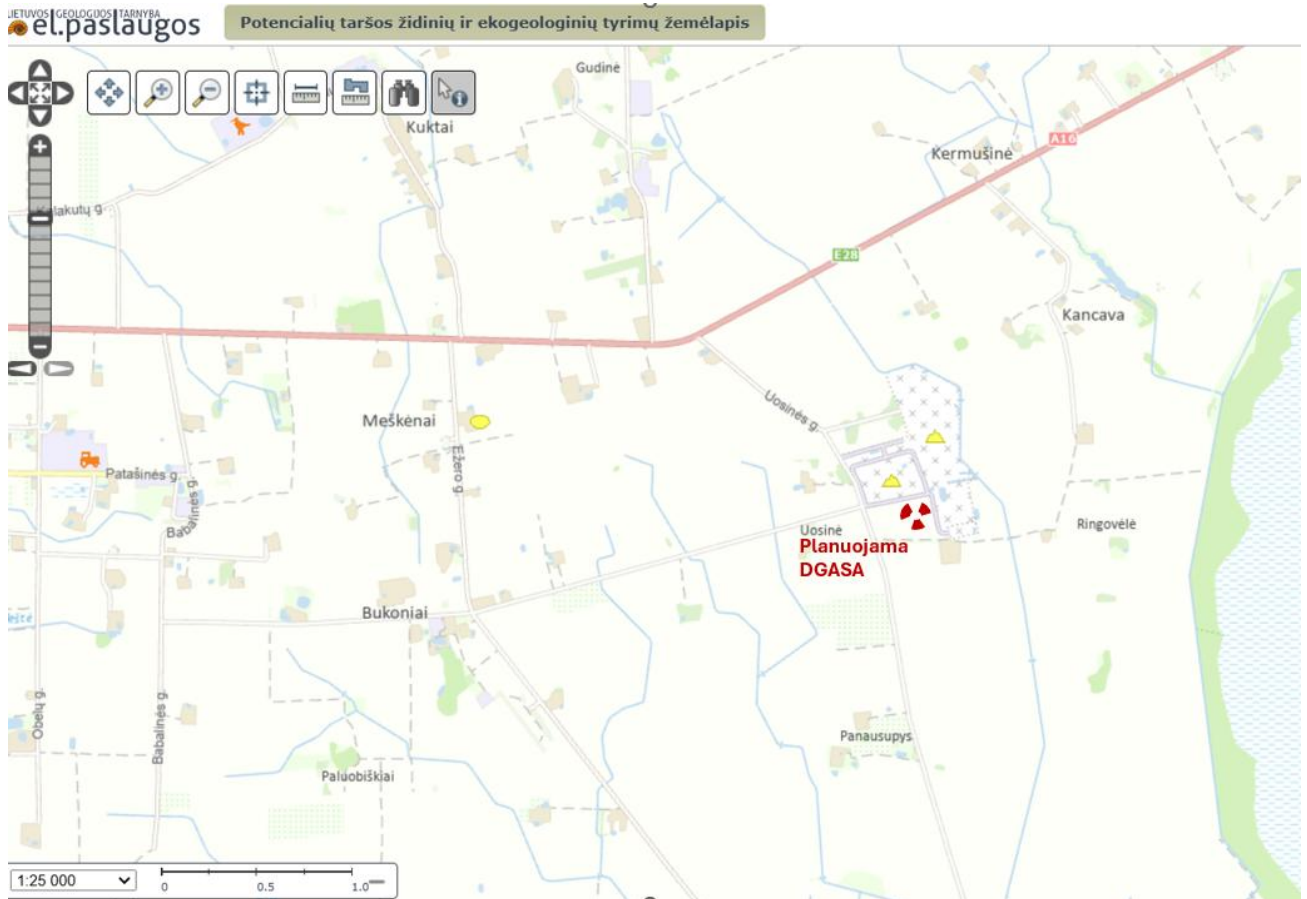 LIETUVOS GEOLOGIJOS TARNYBA
el.paslaugos
Potencialių taršos židinių ir ekogeologinių tyrimų žemėlapis
Gudinė
Kuktai
Kermušinė
A16
Kalakutų g.
E28
Kancava
Uosinės g.
Meškėnai
Ežero g.
Patašinės g.
Babalinės g.
Uosinė
Ringovėlė
Planuojama
DGASA
Bukoniai
Obelų g.
Babalinės g.
Panausupys
Paluobiškiai
1:25 000
0
0.5
1.0